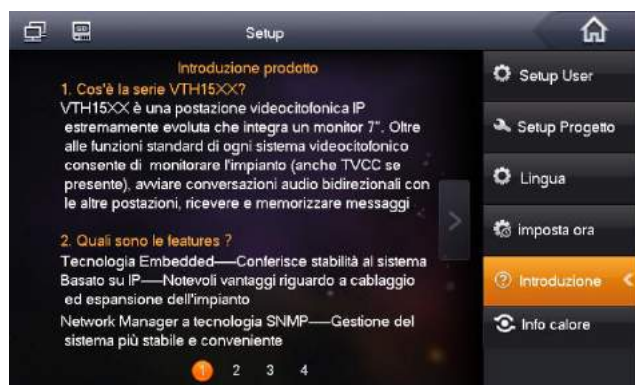 Setup
Introduzione prodotto
1. Cos'è la serie VTH15XX?
VTH15XX è una postazione videocitofonica IP
estremamente evoluta che integra un monitor 7". Oltre
alle funzioni standard di ogni sistema videocitofonico
consente di monitorare l'impianto (anche TVCC se
presente), avviare conversazioni audio bidirezionali con
le altre postazioni, ricevere e memorizzare messaggi
2. Quali sono le features ?
Tecnologia Embedded——Conferisce stabilità al sistema
Basato su IP——Notevoli vantaggi riguardo a cablaggio
ed espansione dell'impianto
Network Manager a tecnologia SNMP——Gestione del
sistema più stabile e conveniente
1 2 3 4
Setup User
Setup Progetto
Lingua
imposta ora
Introduzione
Info calore